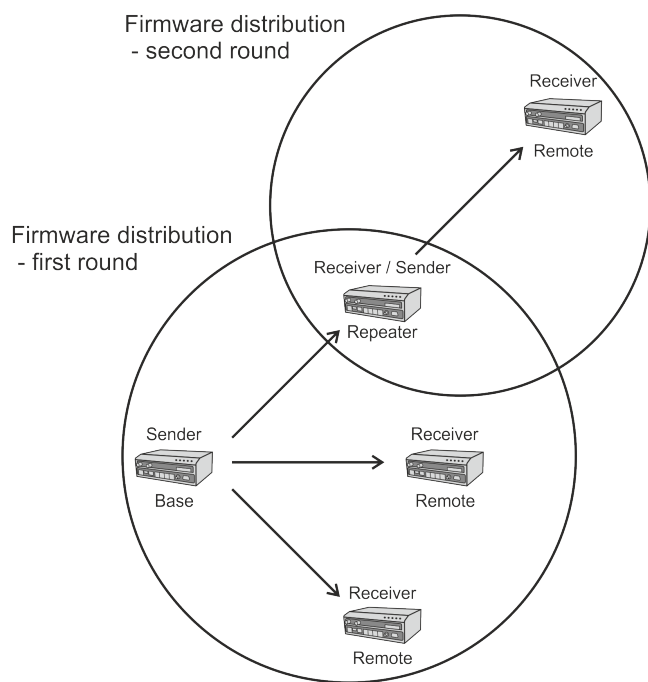 Firmware distribution
- second round
Receiver
Remote
Firmware distribution
- first round
Receiver / Sender
Repeater
Sender
Base
Receiver
Remote
Receiver
Remote